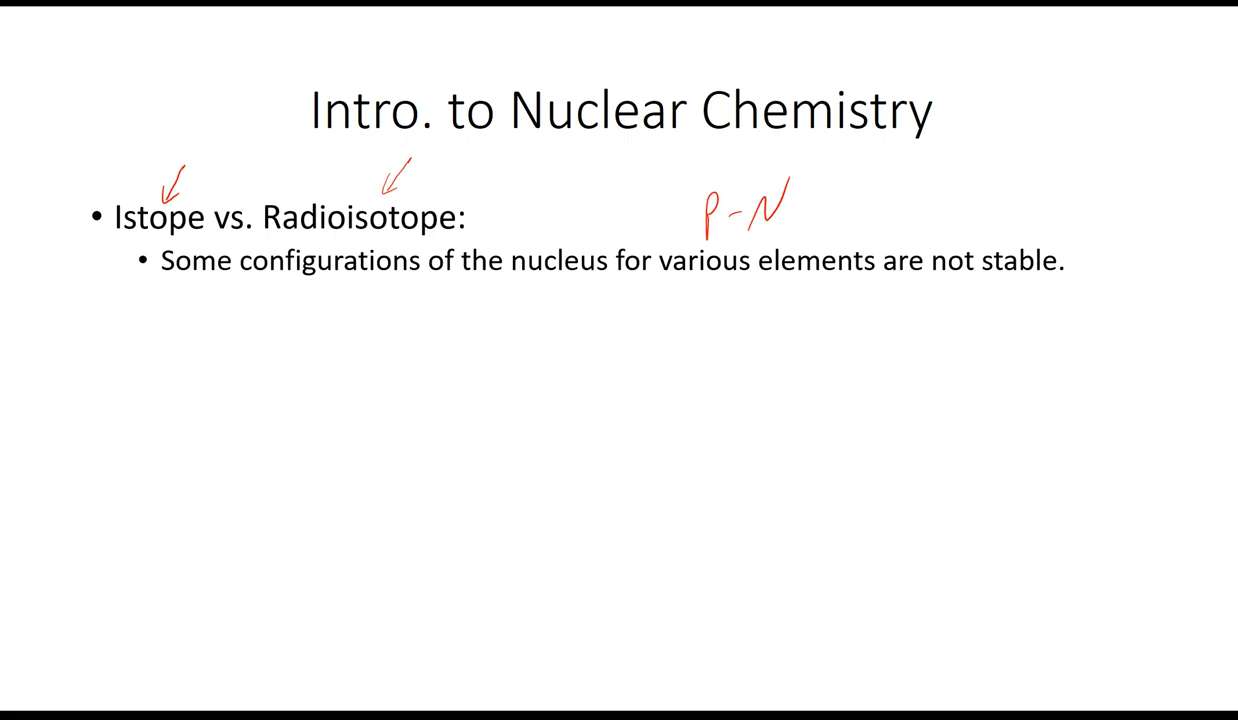 Intro. to Nuclear Chemistry
• Istope vs. Radioisotope:
P-N
• Some configurations of the nucleus for various elements are not stable.